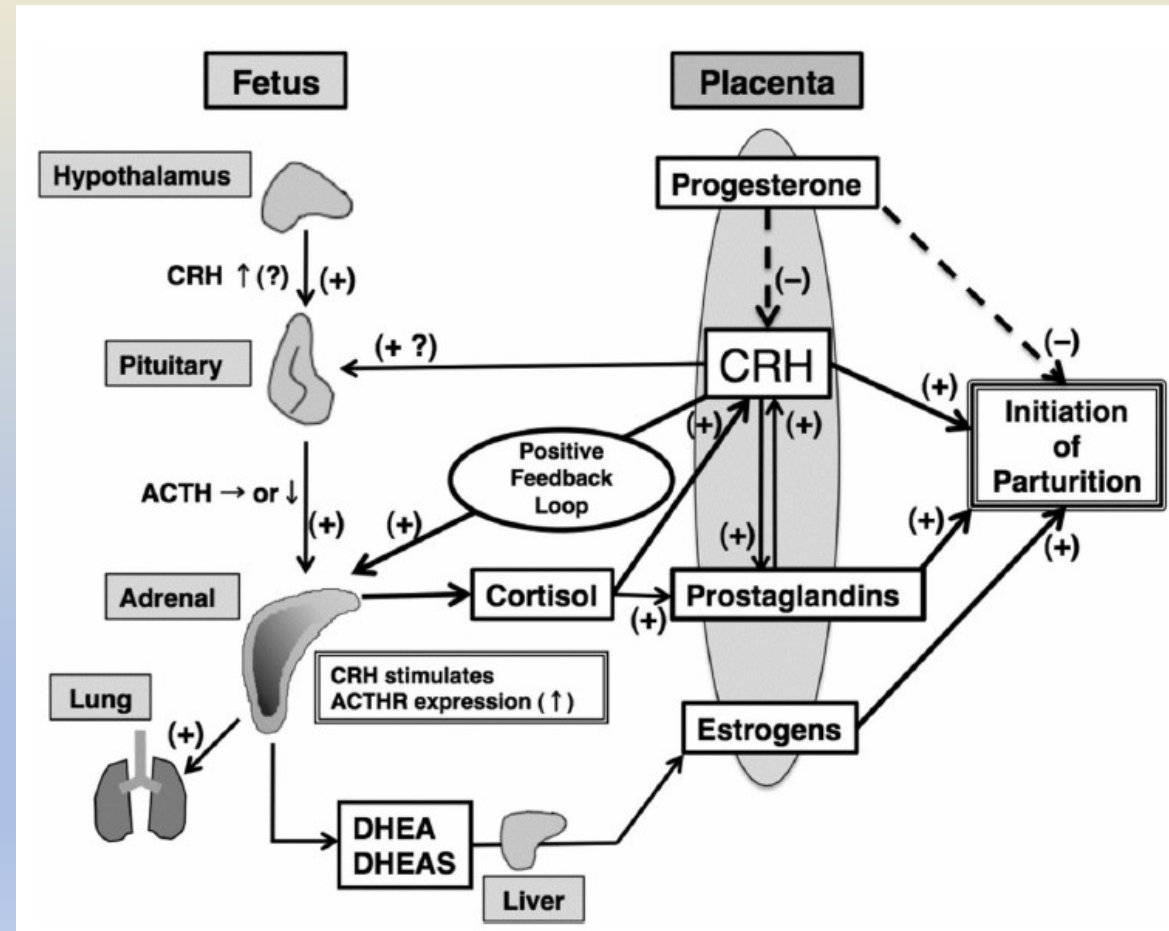 Fetus
Placenta
Hypothalamus
Progesterone
CRH ↑ (?)
(+)
(–)
Pituitary
(+ ?)
CRH
(+)
(–)
Initiation
of
Parturition
Positive
Feedback
Loop
(+)
(+)
ACTH → or ↓
(+)
(+)
(+)
(+)
Adrenal
Cortisol
(+)
Prostaglandins
(+)
CRH stimulates
ACTHR expression (↑)
Lung
(+)
Estrogens
DHEA
DHEAS
Liver